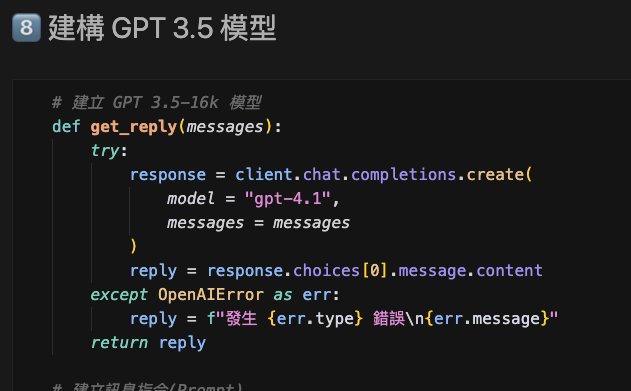 8 建構 GPT 3.5 模型
# 建立 GPT 3.5-16k 模型
def get_reply(messages):
try:
response = client.chat.completions.create(
model = "gpt-4.1",
messages = messages
)
reply = response.choices[0].message.content
except OpenAIError as err:
reply = f"發生 {err.type} 錯誤\n{err.message}"
return reply
# 建立訊息指令(Prompt)